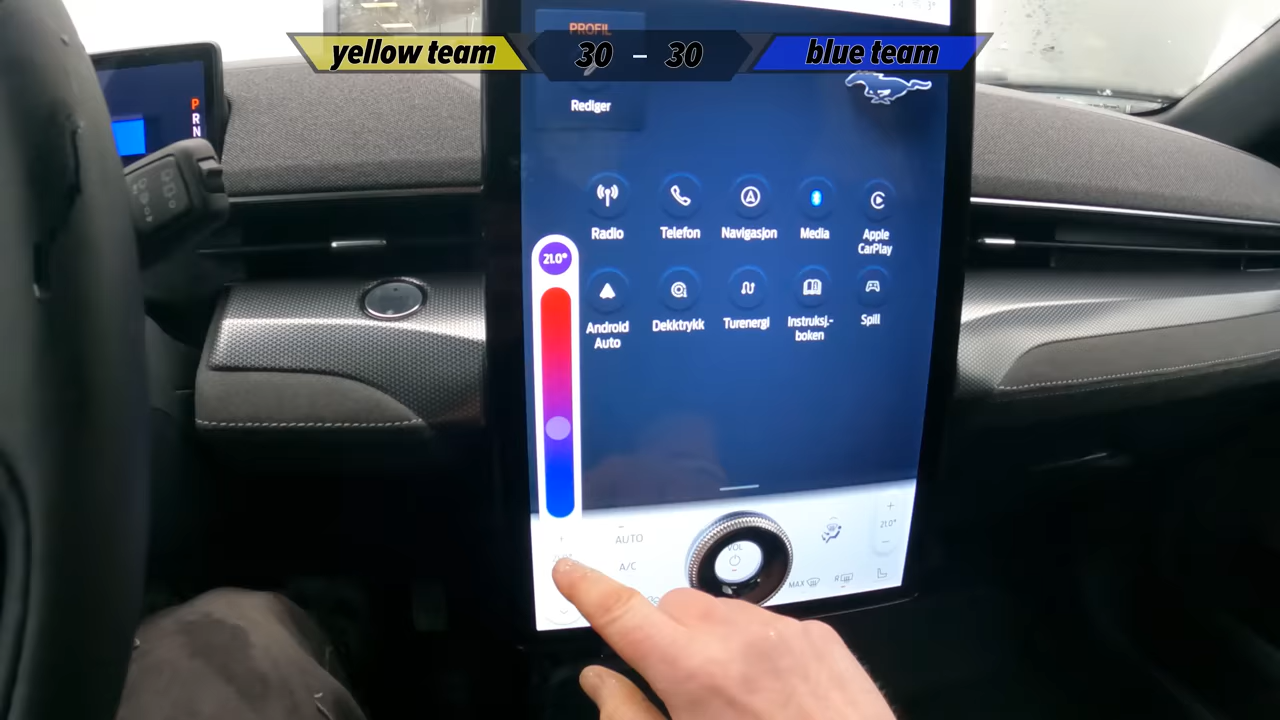 yellow team 30 – 30 blue team
PROFIL
Rediger
P
R
N
Radio Telefon Navigasjon Media Apple CarPlay
21.0°
Android Auto Dekktrykk Turenergi Instruksj.-boken Spill
AUTO
A/C
VOL
+
21.0°
–
MAX R